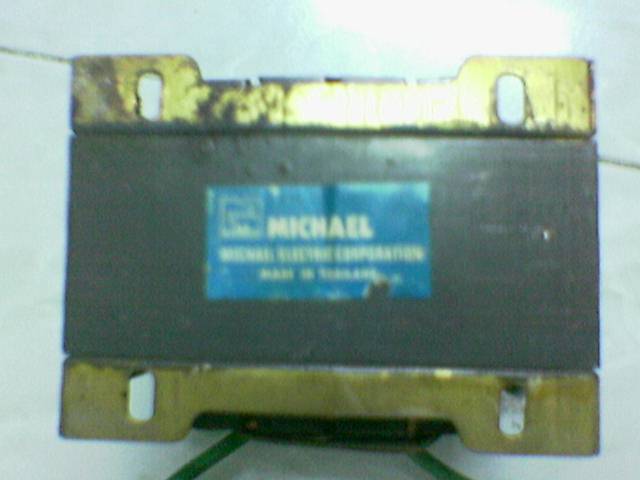 MICHAEL
MICHAEL ELECTRIC CORPORATION
MADE IN THAILAND